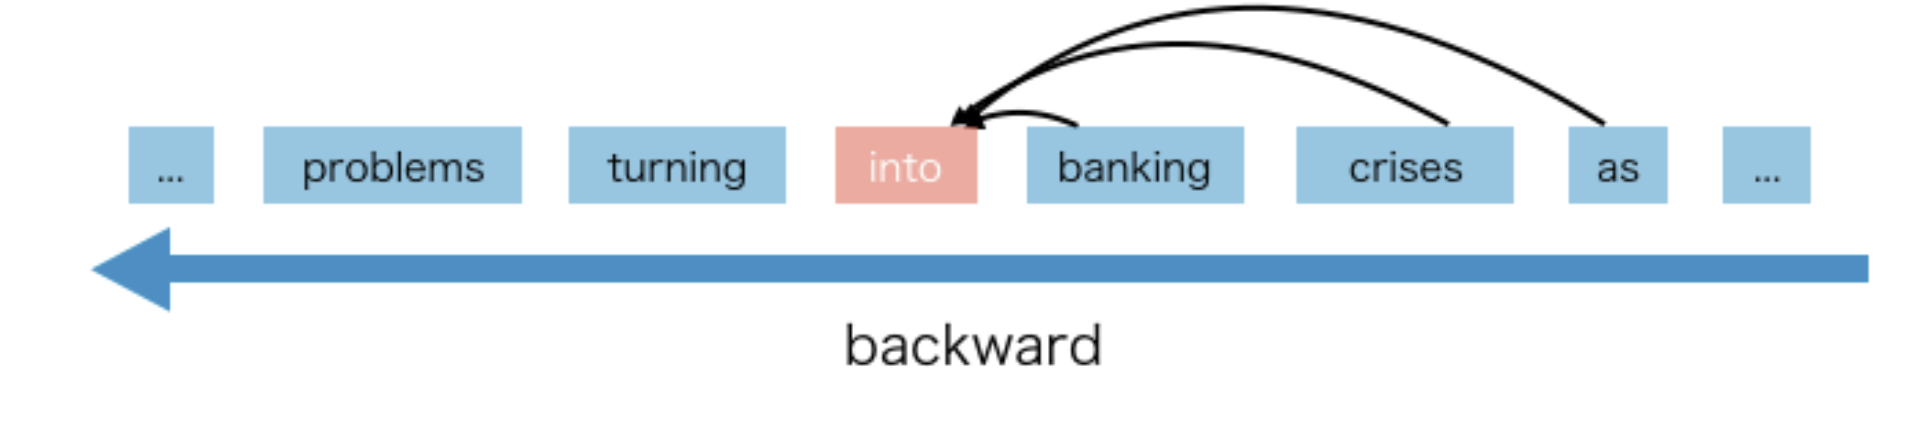 ... problems turning into banking crises as ...
backward